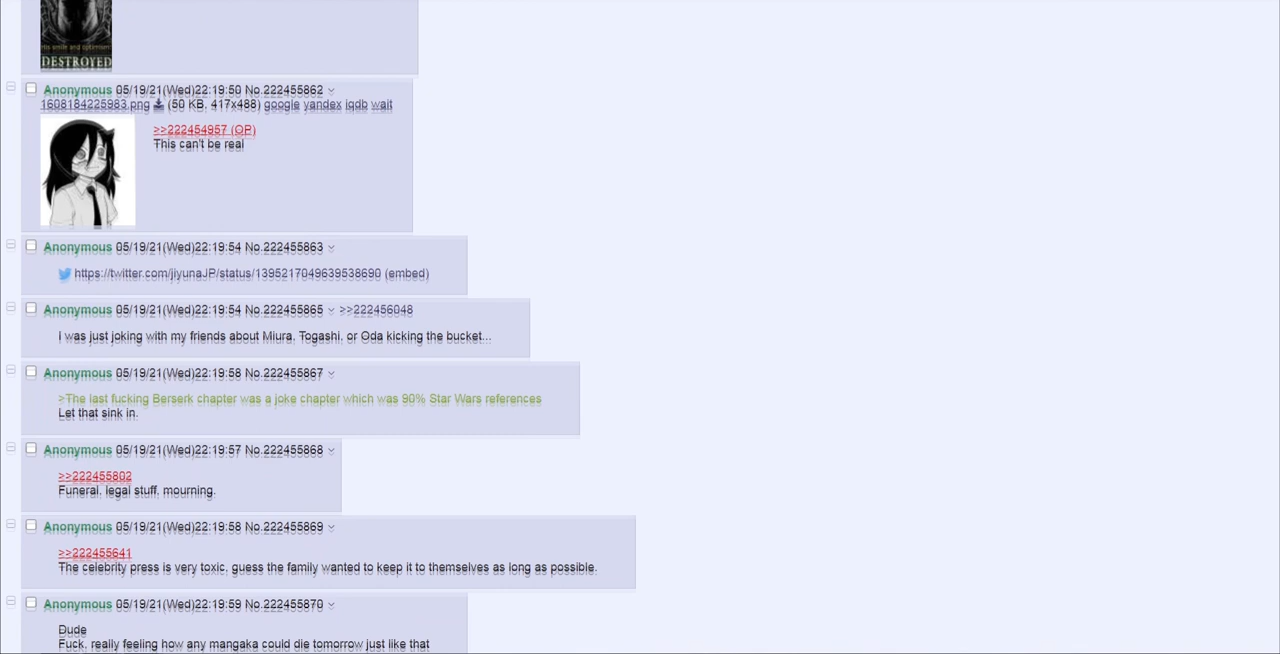 His smile and optimism:
DESTROYED
Anonymous 05/19/21(Wed)22:19:50 No.222455862
1608184225983.png (50 KB, 417x488) google yandex iqdb wait
>>222454957 (OP)
This can't be real
Anonymous 05/19/21(Wed)22:19:54 No.222455863
https://twitter.com/jiyunaJP/status/1395217049639538690 (embed)
Anonymous 05/19/21(Wed)22:19:54 No.222455865 >>222456048
I was just joking with my friends about Miura, Togashi, or Oda kicking the bucket...
Anonymous 05/19/21(Wed)22:19:58 No.222455867
>The last fucking Berserk chapter was a joke chapter which was 90% Star Wars references
Let that sink in.
Anonymous 05/19/21(Wed)22:19:57 No.222455868
>>222455802
Funeral, legal stuff, mourning.
Anonymous 05/19/21(Wed)22:19:58 No.222455869
>>222455641
The celebrity press is very toxic, guess the family wanted to keep it to themselves as long as possible.
Anonymous 05/19/21(Wed)22:19:59 No.222455870
Dude
Fuck, really feeling how any mangaka could die tomorrow just like that